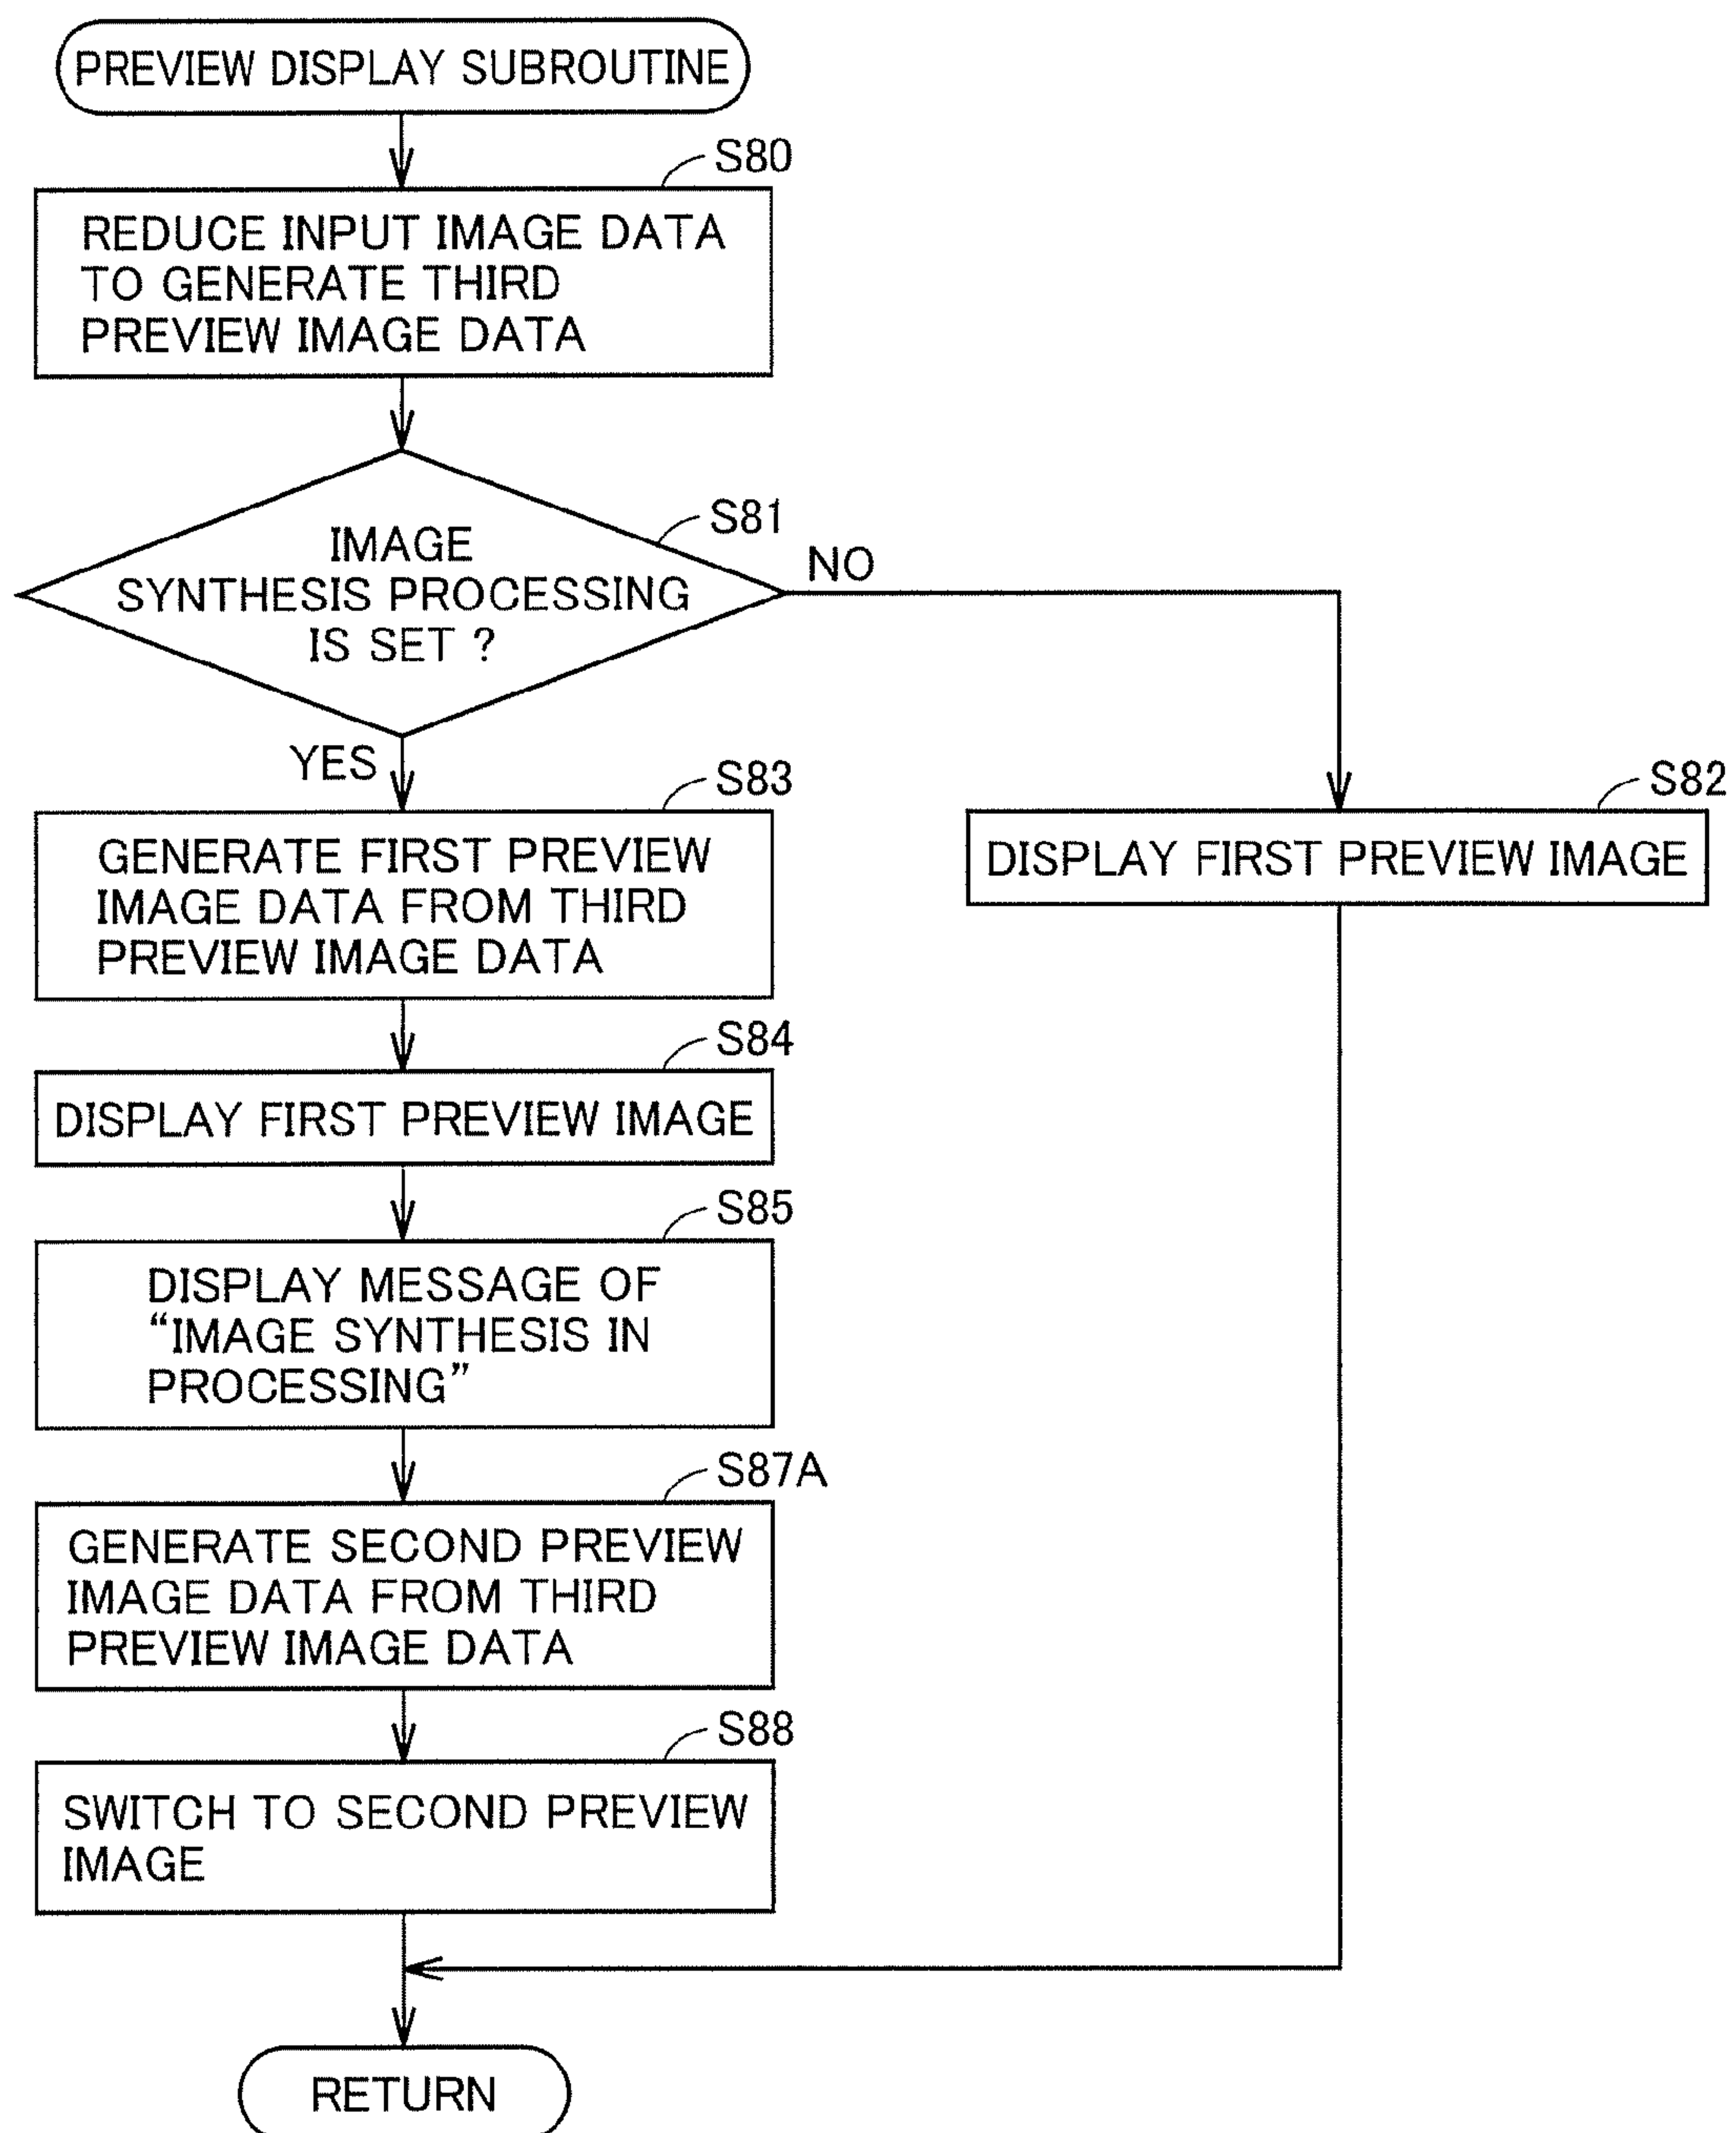 PREVIEW DISPLAY SUBROUTINE
S80
REDUCE INPUT IMAGE DATA
TO GENERATE THIRD
PREVIEW IMAGE DATA
S81
IMAGE
SYNTHESIS PROCESSING
IS SET ?
NO
YES
S83
GENERATE FIRST PREVIEW
IMAGE DATA FROM THIRD
PREVIEW IMAGE DATA
S82
DISPLAY FIRST PREVIEW IMAGE
S84
DISPLAY FIRST PREVIEW IMAGE
S85
DISPLAY MESSAGE OF
“IMAGE SYNTHESIS IN
PROCESSING”
S87A
GENERATE SECOND PREVIEW
IMAGE DATA FROM THIRD
PREVIEW IMAGE DATA
S88
SWITCH TO SECOND PREVIEW
IMAGE
RETURN